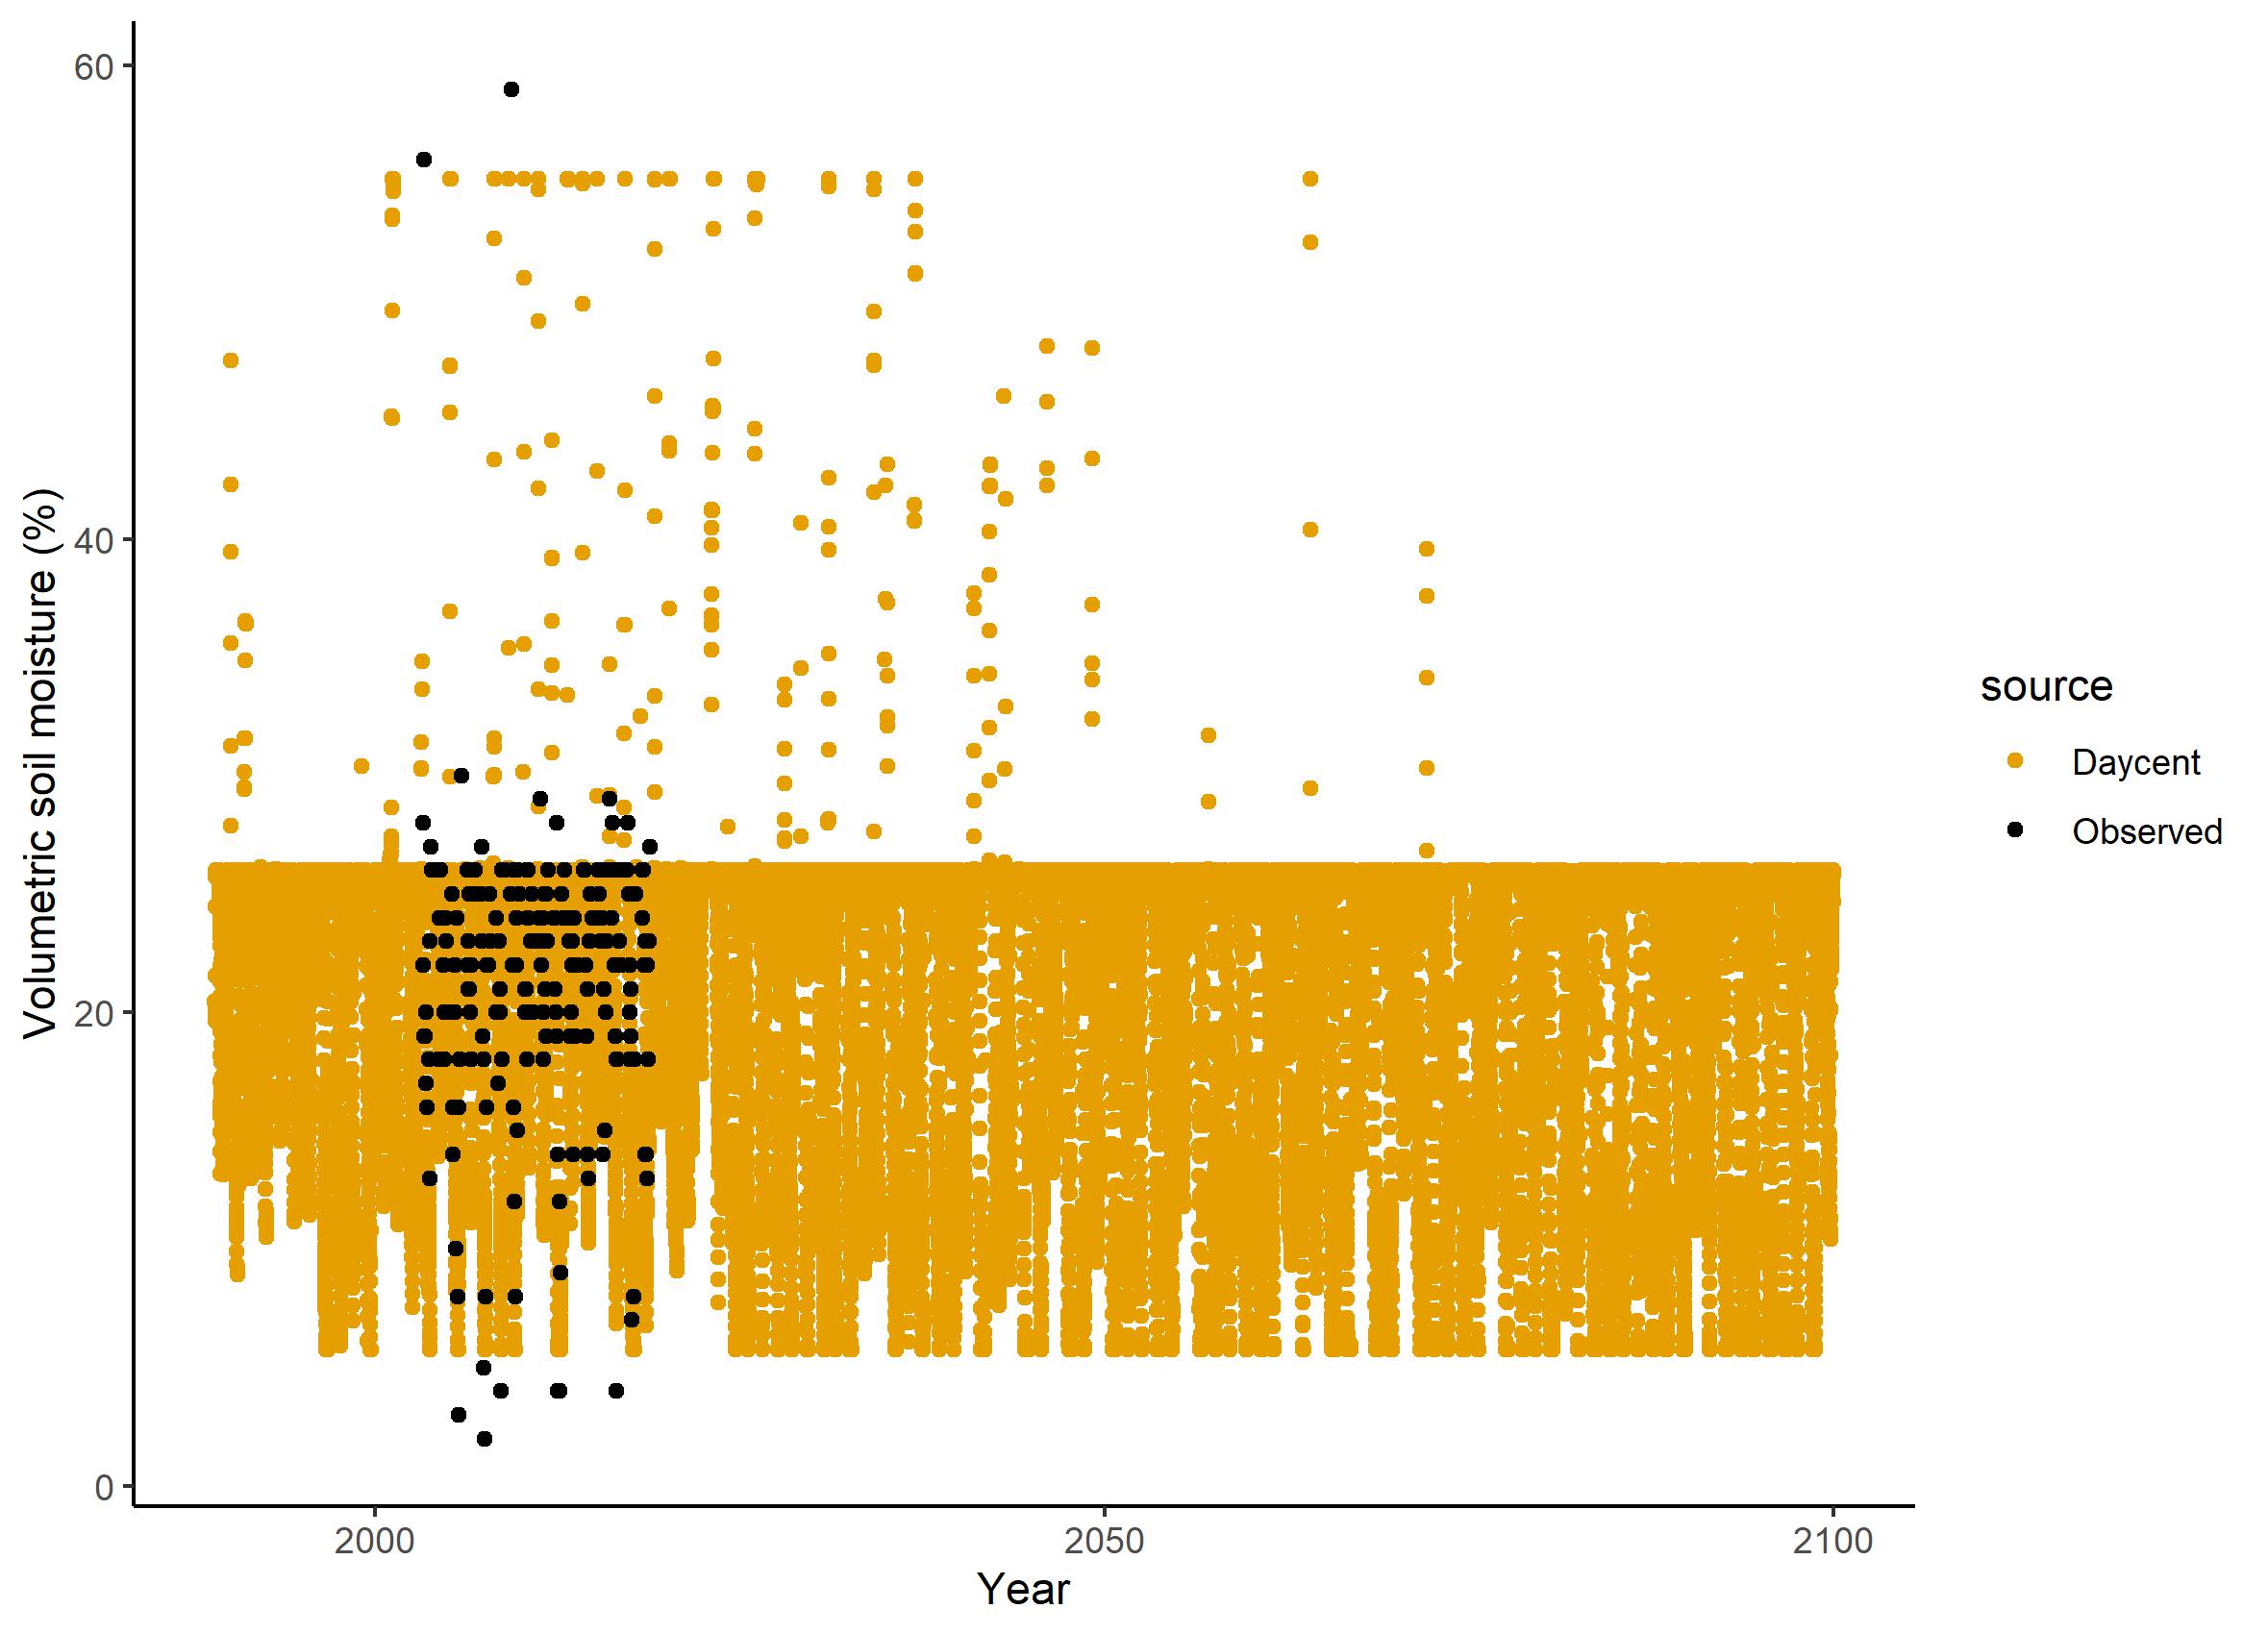 60
40
20
0
Volumetric soil moisture (%)
2000
2050
2100
Year
source
Daycent
Observed